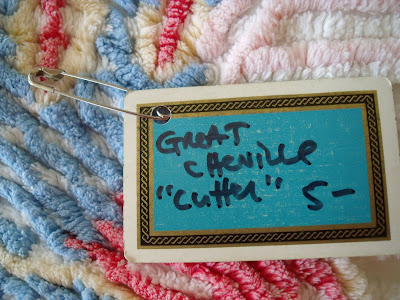 GREAT
CHENILLE
"CUTTER" 5-